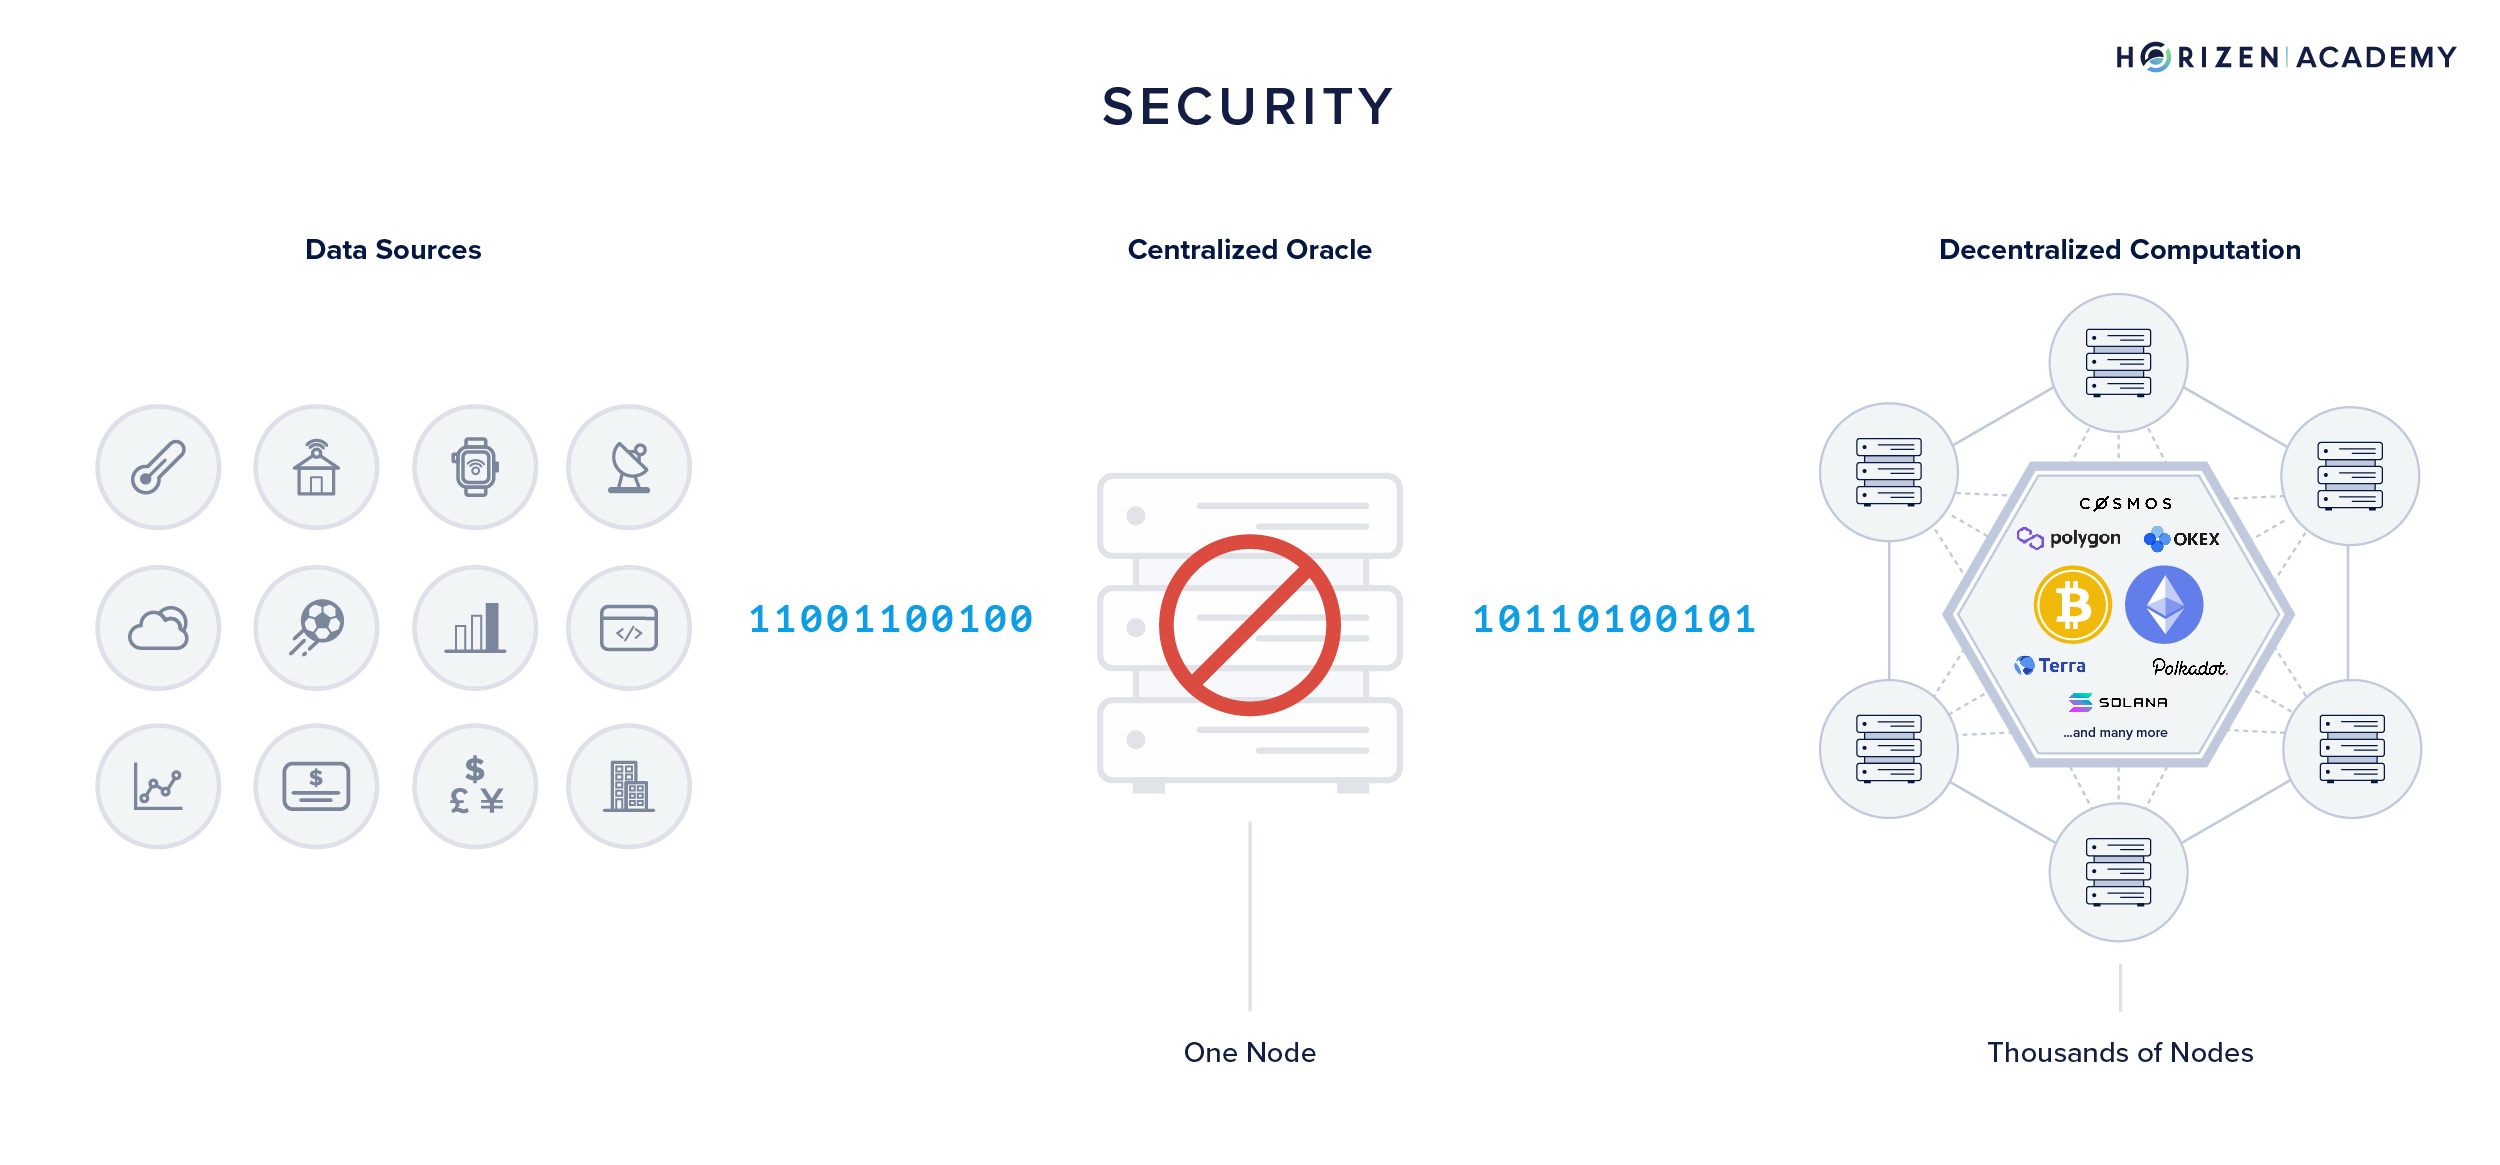 HORIZEN | ACADEMY
SECURITY
Data Sources
Centralized Oracle
Decentralized Computation
COSMOS
polygon
OKEX
11001100100
10110100101
Terra
Polkadot.
SOLANA
...and many more
$
$
£ ¥
One Node
Thousands of Nodes